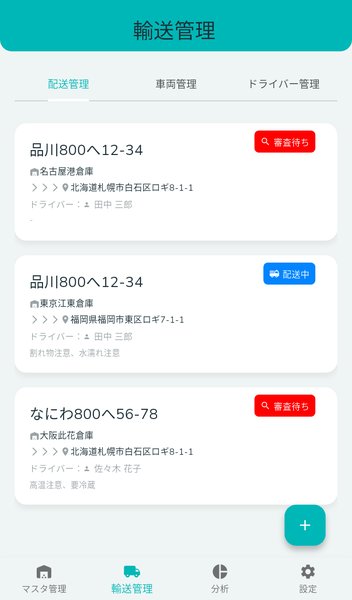 輸送管理
配送管理
車両管理
ドライバー管理
品川800へ12-34
審査待ち
名古屋港倉庫
北海道札幌市白石区ロギ8-1-1
ドライバー： 田中 三郎
-
品川800へ12-34
配送中
東京江東倉庫
福岡県福岡市東区ロギ7-1-1
ドライバー： 田中 三郎
割れ物注意、水濡れ注意
なにわ800へ56-78
審査待ち
大阪此花倉庫
北海道札幌市白石区ロギ8-1-1
ドライバー： 佐々木 花子
高温注意、要冷蔵
+
マスタ管理
輸送管理
分析
設定